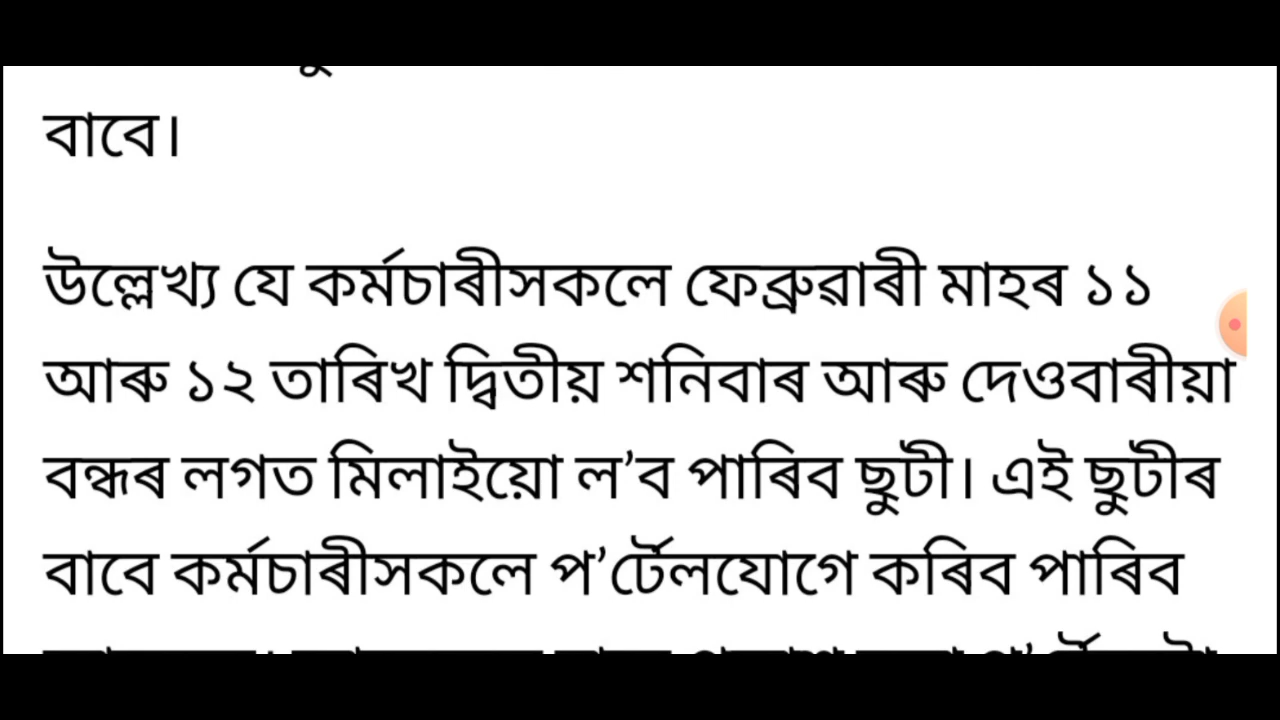 বাবে।
উল্লেখ্য যে কৰ্মচাৰীসকলে ফেব্ৰুৱাৰী মাহৰ ১১
আৰু ১২ তাৰিখ দ্বিতীয় শনিবাৰ আৰু দেওবাৰীয়া
বন্ধৰ লগত মিলাইয়ো ল’ব পাৰিব ছুটী। এই ছুটীৰ
বাবে কৰ্মচাৰীসকলে প’ৰ্টেলযোগে কৰিব পাৰিব